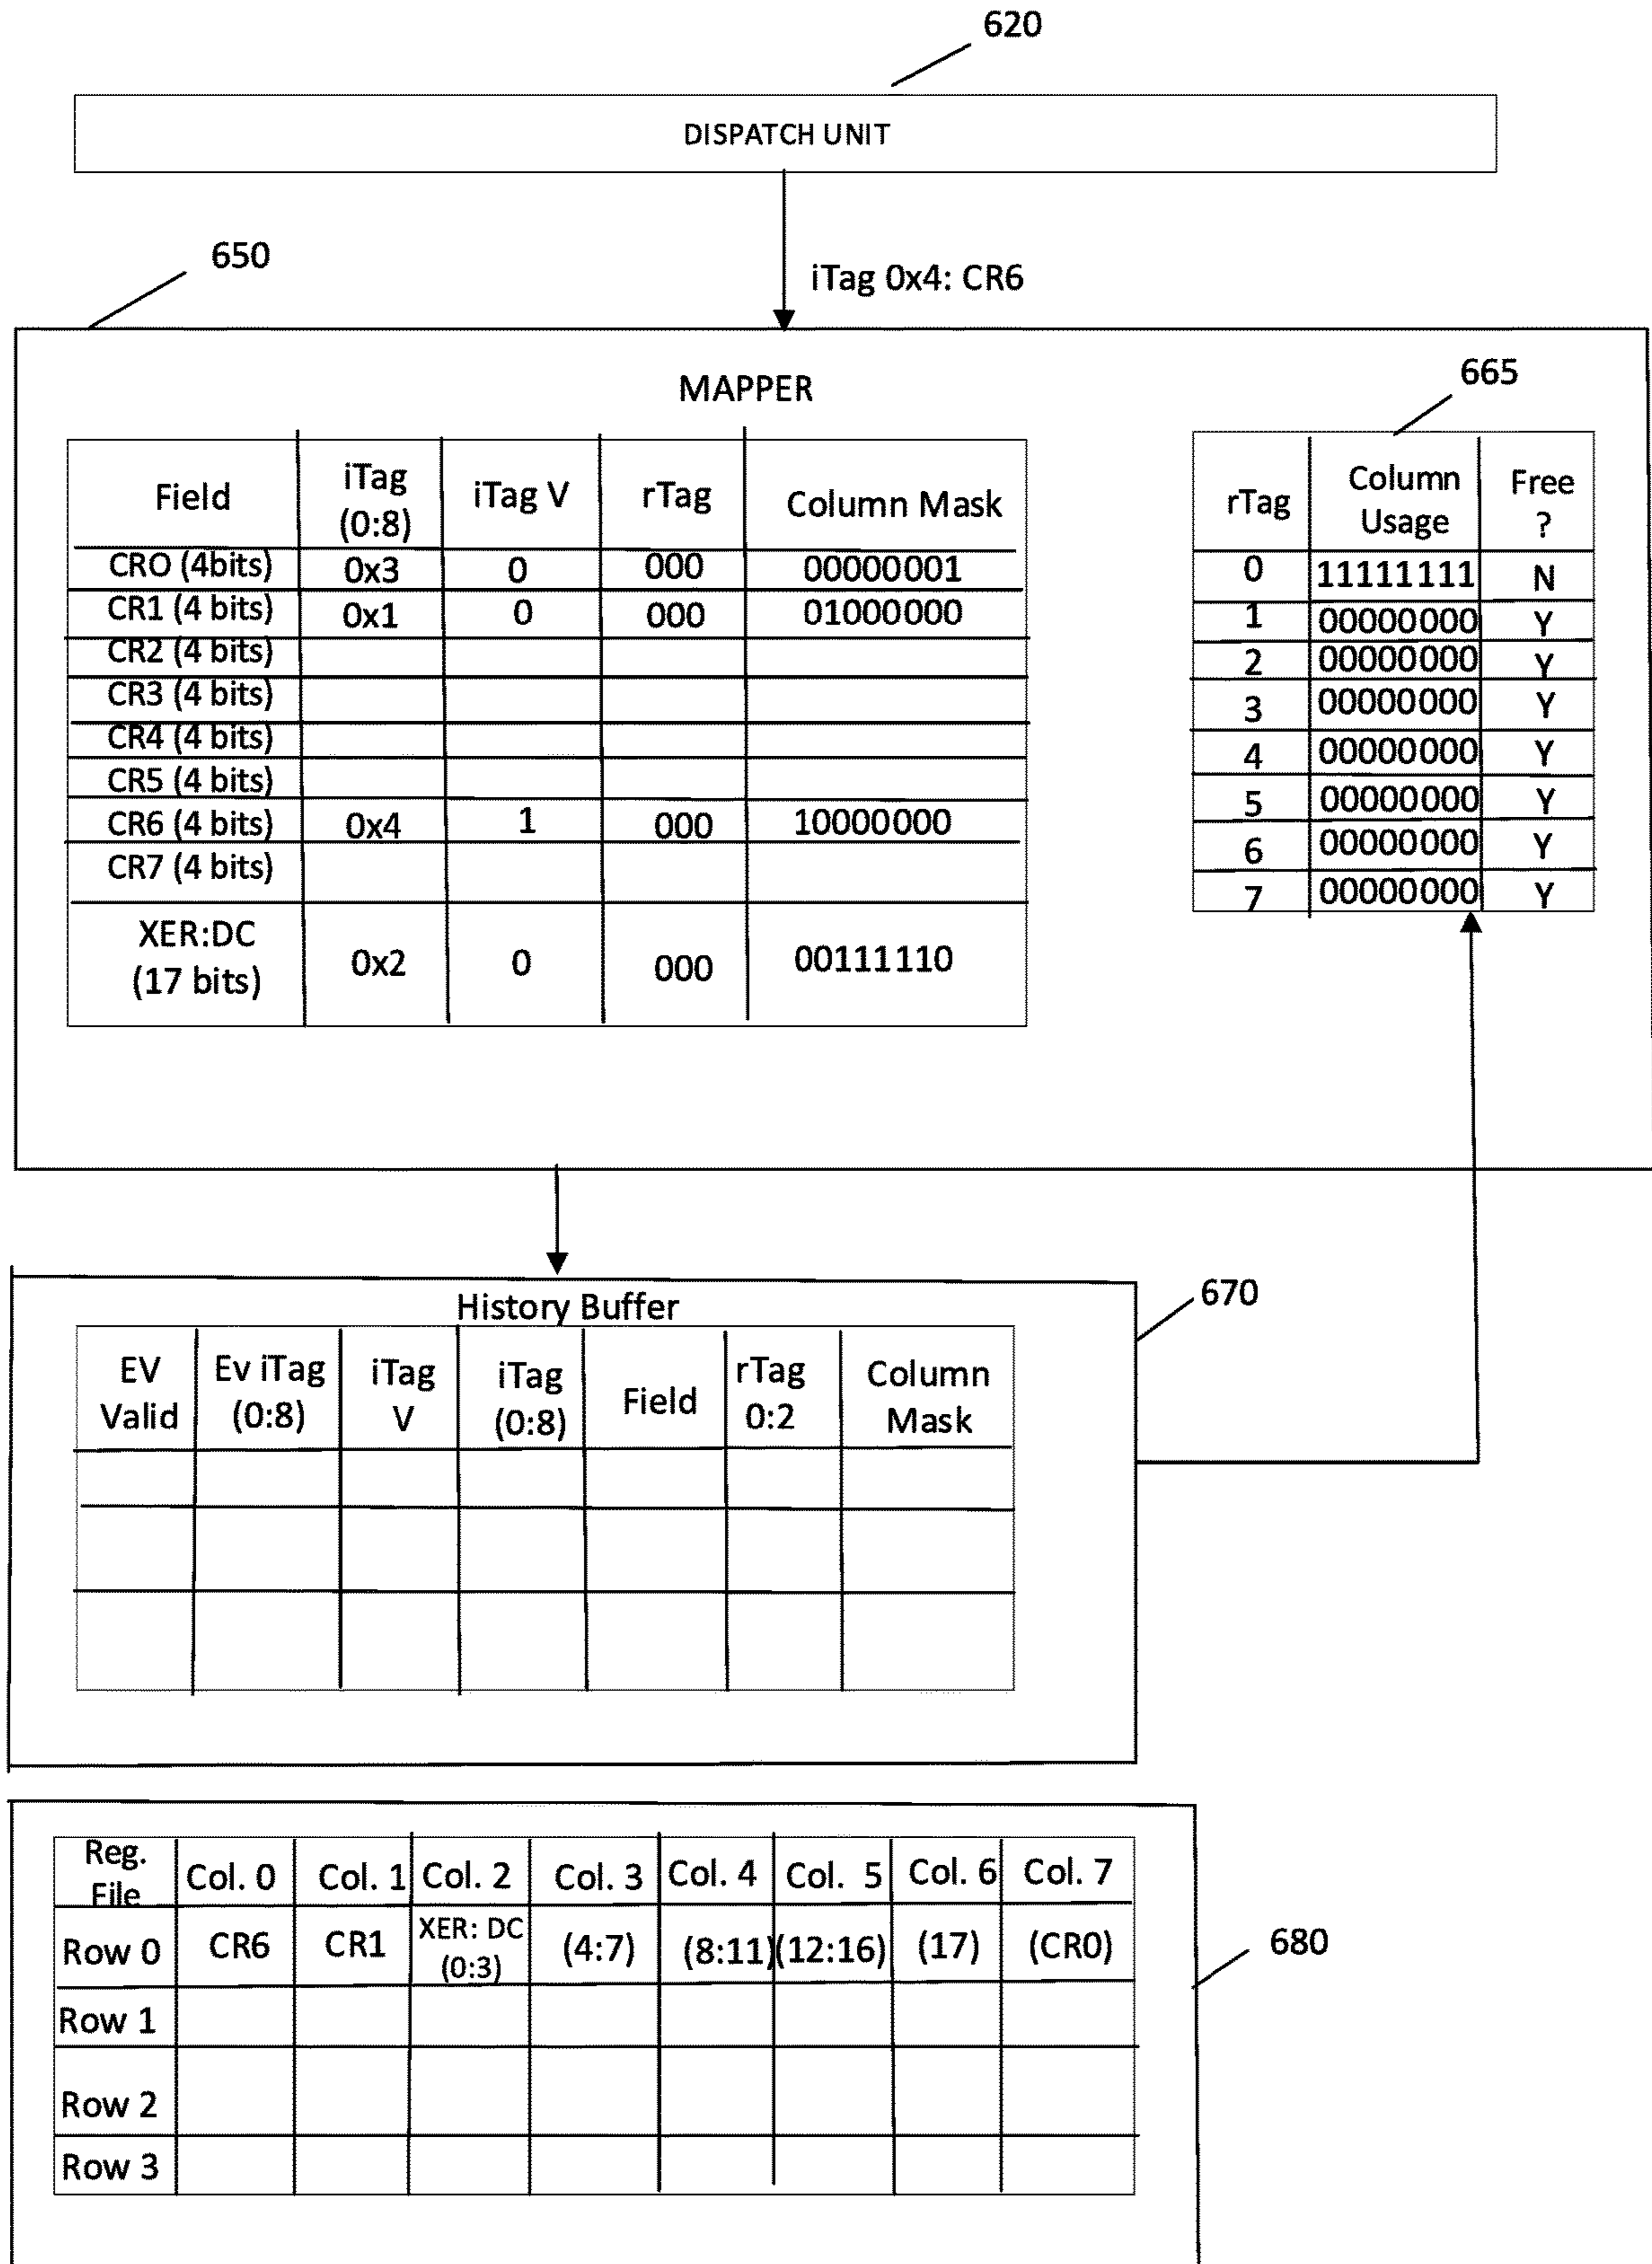 620
DISPATCH UNIT
650
iTag 0x4: CR6
MAPPER
665
Field iTag (0:8) iTag V rTag Column Mask
CRO (4bits) 0x3 0 000 00000001
CR1 (4 bits) 0x1 0 000 01000000
CR2 (4 bits)
CR3 (4 bits)
CR4 (4 bits)
CR5 (4 bits)
CR6 (4 bits) 0x4 1 000 10000000
CR7 (4 bits)
XER:DC (17 bits) 0x2 0 000 00111110
rTag Column Usage Free ?
0 11111111 N
1 00000000 Y
2 00000000 Y
3 00000000 Y
4 00000000 Y
5 00000000 Y
6 00000000 Y
7 00000000 Y
History Buffer
670
EV Valid Ev iTag (0:8) iTag V iTag (0:8) Field rTag 0:2 Column Mask
Reg. File Col. 0 Col. 1 Col. 2 Col. 3 Col. 4 Col. 5 Col. 6 Col. 7
Row 0 CR6 CR1 XER: DC (0:3) (4:7) (8:11) (12:16) (17) (CRO)
680
Row 1
Row 2
Row 3